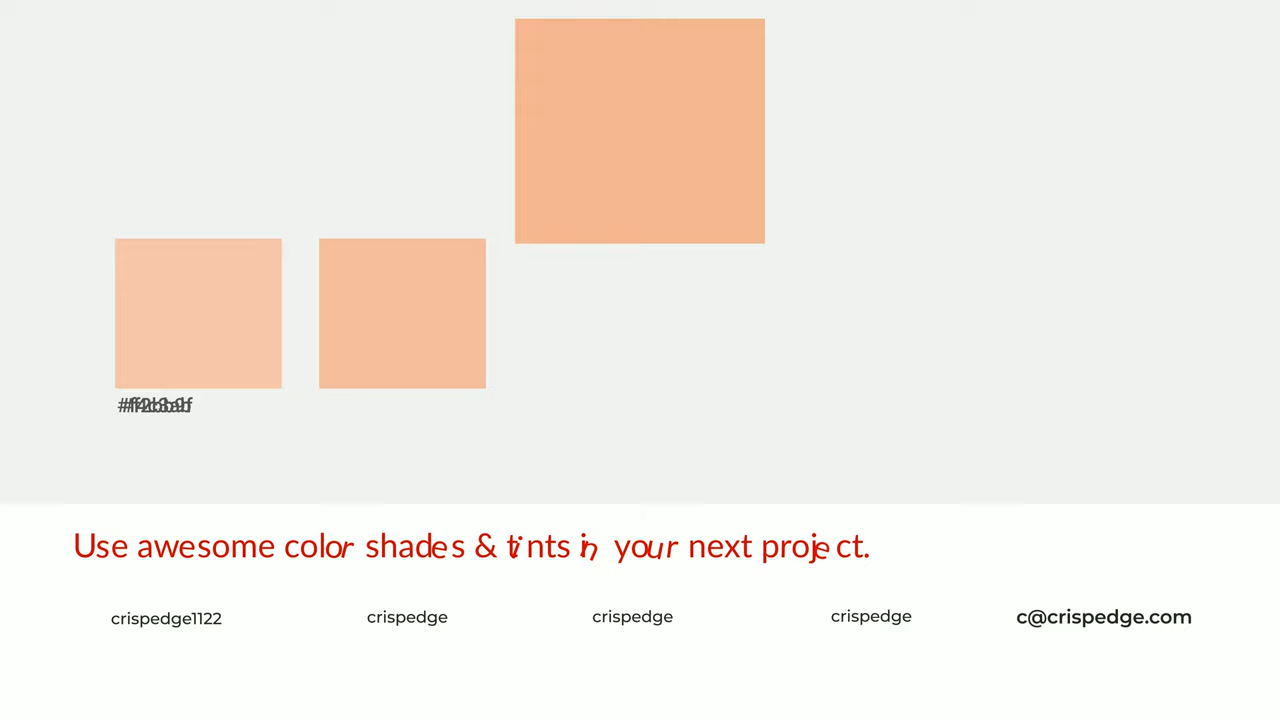 Use awesome color shades & tints in your next project.
crispedge1122 crispedge crispedge crispedge c@crispedge.com